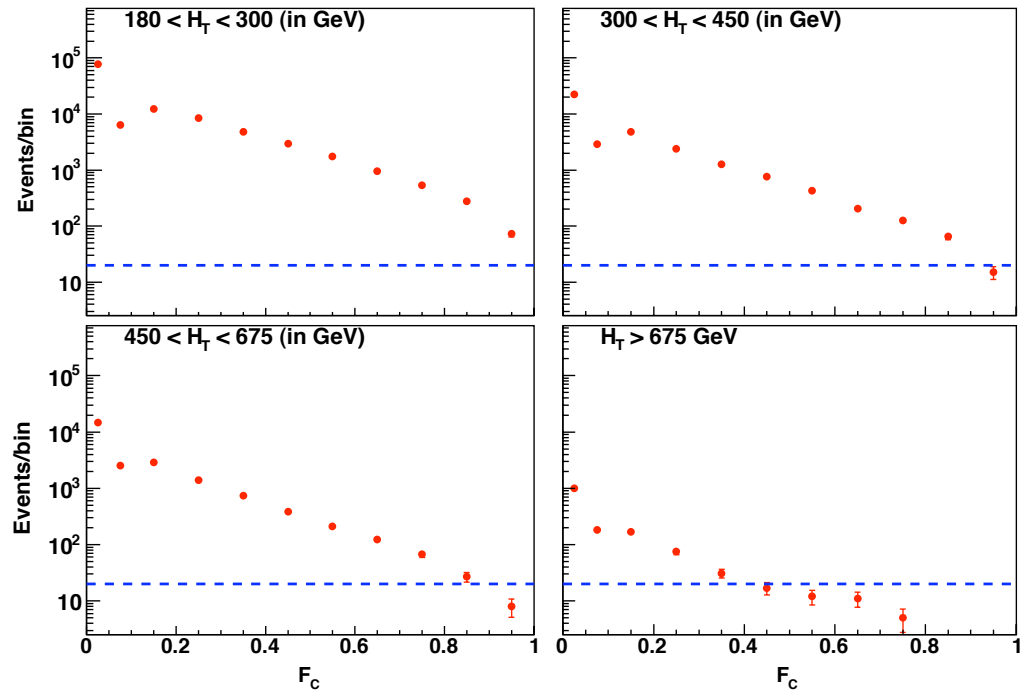 180 < H_T < 300 (in GeV)
300 < H_T < 450 (in GeV)
Events/bin
10^5
10^4
10^3
10^2
10
450 < H_T < 675 (in GeV)
H_T > 675 GeV
Events/bin
10^5
10^4
10^3
10^2
10
0 0.2 0.4 0.6 0.8 1
0 0.2 0.4 0.6 0.8 1
F_C
F_C